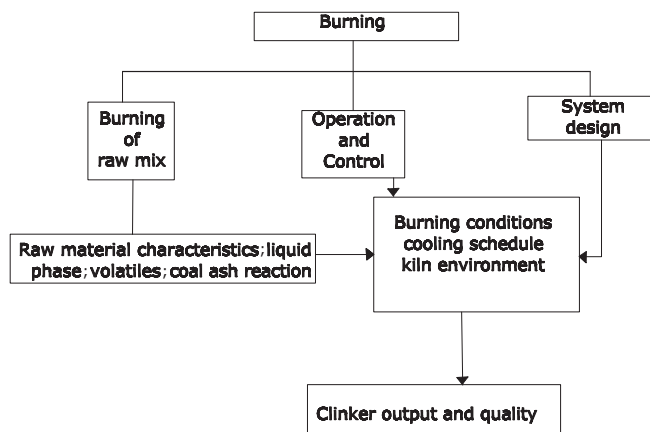 Burning
Burning
of
raw mix
Operation
and
Control
System
design
Raw material characteristics;liquid
phase;volatiles;coal ash reaction
Burning conditions
cooling schedule
kiln environment
Clinker output and quality